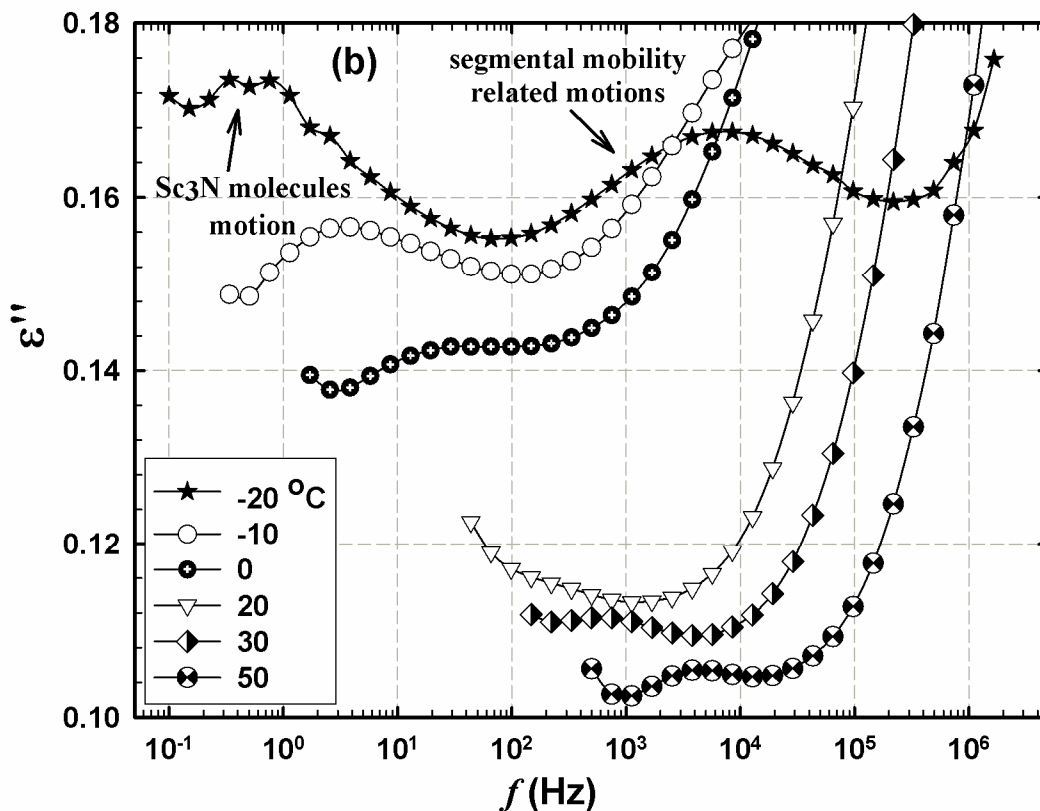 0.18
0.16
0.14
0.12
0.10
ε''
(b)
segmental mobility
related motions
Sc3N molecules
motion
-20 °C
-10
0
20
30
50
10⁻¹
10⁰
10¹
10²
10³
10⁴
10⁵
10⁶
f (Hz)